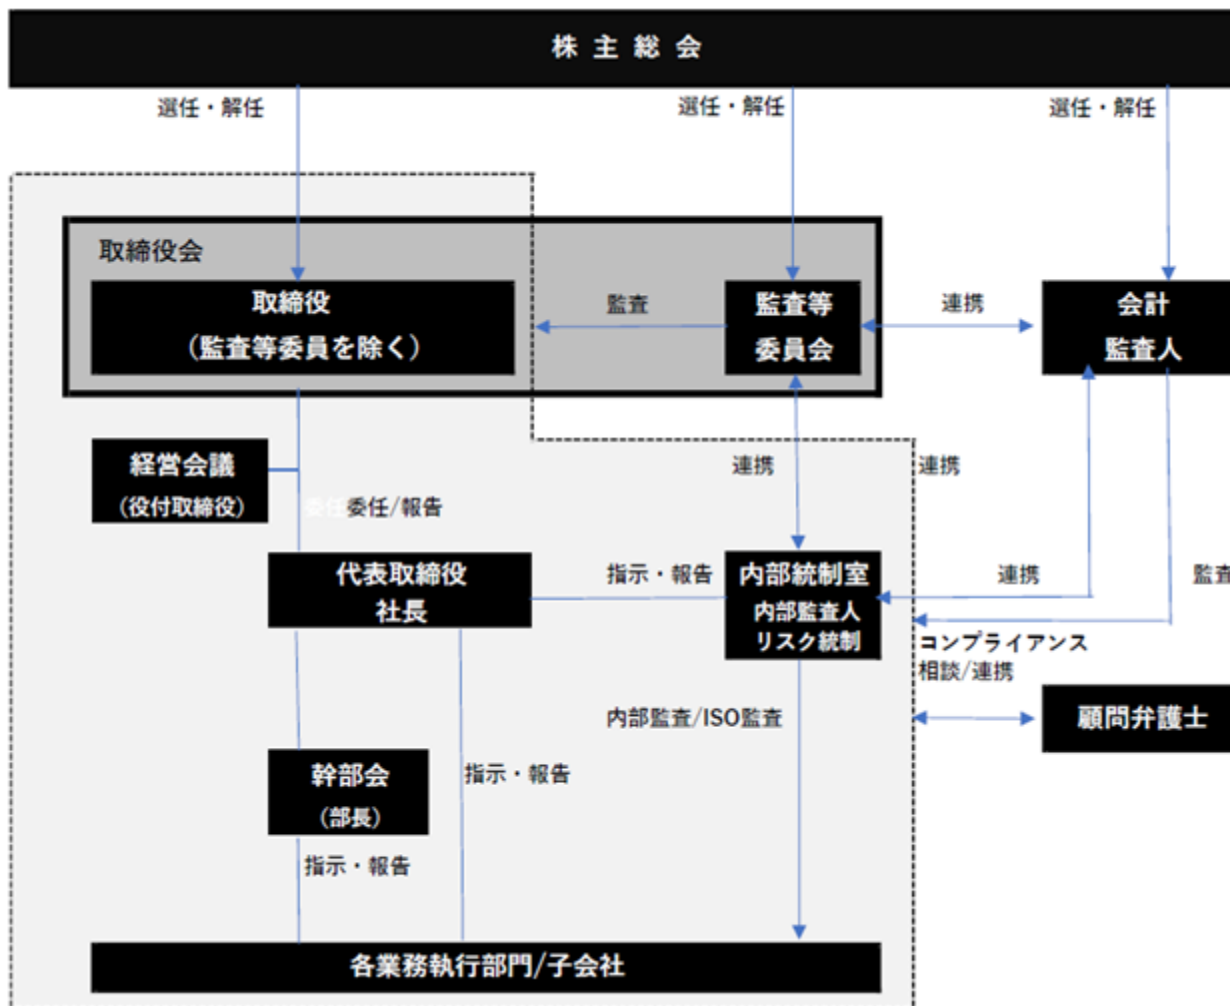 株 主 総 会
選任・解任
選任・解任
選任・解任
取締役会
取締役
（監査等委員を除く）
監査
監査等
委員会
連携
会計
監査人
経営会議
（役付取締役）
委任委任/報告
連携
連携
代表取締役
社長
指示・報告
内部統制室
内部監査人
リスク統制
連携
監査
コンプライアンス
相談/連携
内部監査/ISO監査
顧問弁護士
幹部会
（部長）
指示・報告
指示・報告
各業務執行部門/子会社